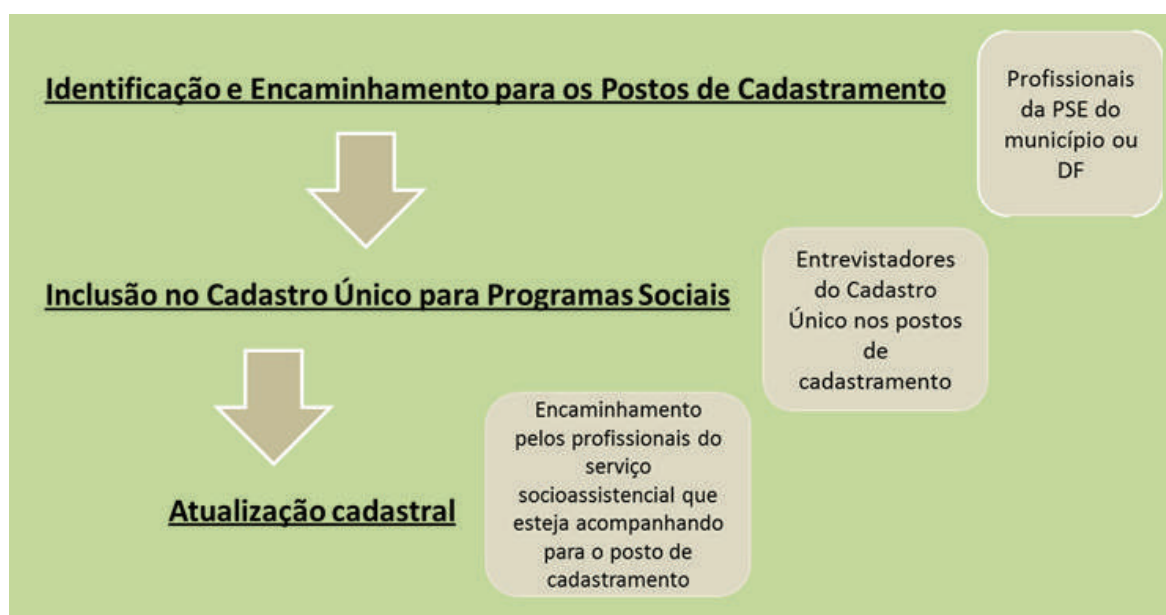 Identificação e Encaminhamento para os Postos de Cadastramento
Profissionais
da PSE do
município ou
DF
Inclusão no Cadastro Único para Programas Sociais
Entrevistadores
do Cadastro
Único nos postos
de
cadastramento
Atualização cadastral
Encaminhamento
pelos profissionais do
serviço
socioassistencial que
esteja acompanhando
para o posto de
cadastramento